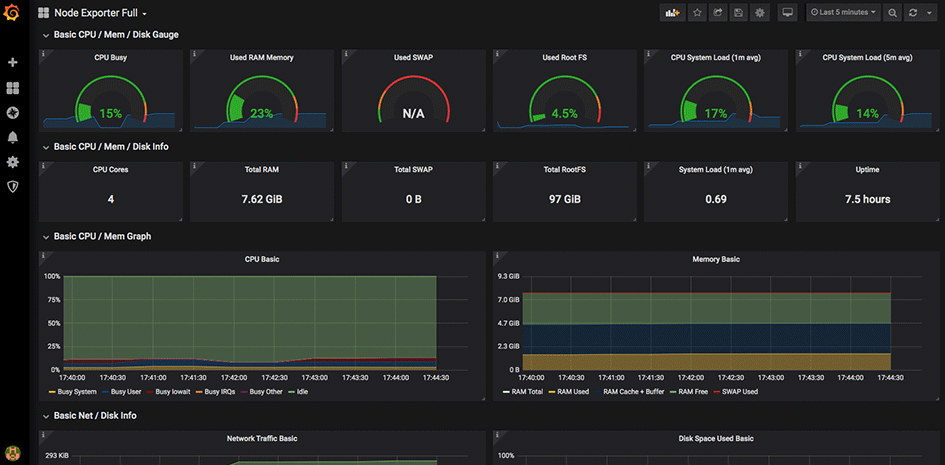 Node Exporter Full
Last 5 minutes
Basic CPU / Mem / Disk Gauge
CPU Busy
Used RAM Memory
Used SWAP
Used Root FS
CPU System Load (1m avg)
CPU System Load (5m avg)
15%
23%
N/A
4.5%
17%
14%
Basic CPU / Mem / Disk Info
CPU Cores
Total RAM
Total SWAP
Total RootFS
System Load (1m avg)
Uptime
4
7.62 GiB
0 B
97 GiB
0.69
7.5 hours
Basic CPU / Mem Graph
CPU Basic
100%
75%
50%
25%
0%
17:40:00 17:40:30 17:41:00 17:41:30 17:42:00 17:42:30 17:43:00 17:43:30 17:44:00 17:44:30
Busy System Busy User Busy Iowait Busy IRQs Busy Other Idle
Memory Basic
9.3 GiB
7.0 GiB
4.7 GiB
2.3 GiB
0 B
17:40:00 17:40:30 17:41:00 17:41:30 17:42:00 17:42:30 17:43:00 17:43:30 17:44:00 17:44:30
RAM Total RAM Used RAM Cache + Buffer RAM Free SWAP Used
Basic Net / Disk Info
Network Traffic Basic
293 KiB
Disk Space Used Basic
100%